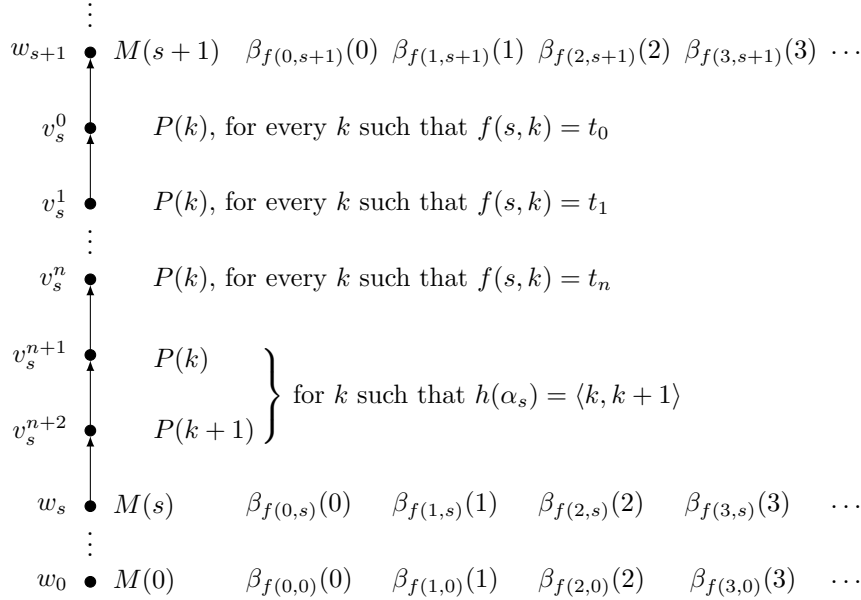 ⋮
w_{s+1} M(s + 1) β_{f(0,s+1)}(0) β_{f(1,s+1)}(1) β_{f(2,s+1)}(2) β_{f(3,s+1)}(3) ⋯
v_s^0 P(k), for every k such that f(s, k) = t_0
v_s^1 P(k), for every k such that f(s, k) = t_1
⋮
v_s^n P(k), for every k such that f(s, k) = t_n
v_s^{n+1} P(k)
for k such that h(α_s) = ⟨k, k + 1⟩
v_s^{n+2} P(k + 1)
w_s M(s) β_{f(0,s)}(0) β_{f(1,s)}(1) β_{f(2,s)}(2) β_{f(3,s)}(3) ⋯
⋮
w_0 M(0) β_{f(0,0)}(0) β_{f(1,0)}(1) β_{f(2,0)}(2) β_{f(3,0)}(3) ⋯